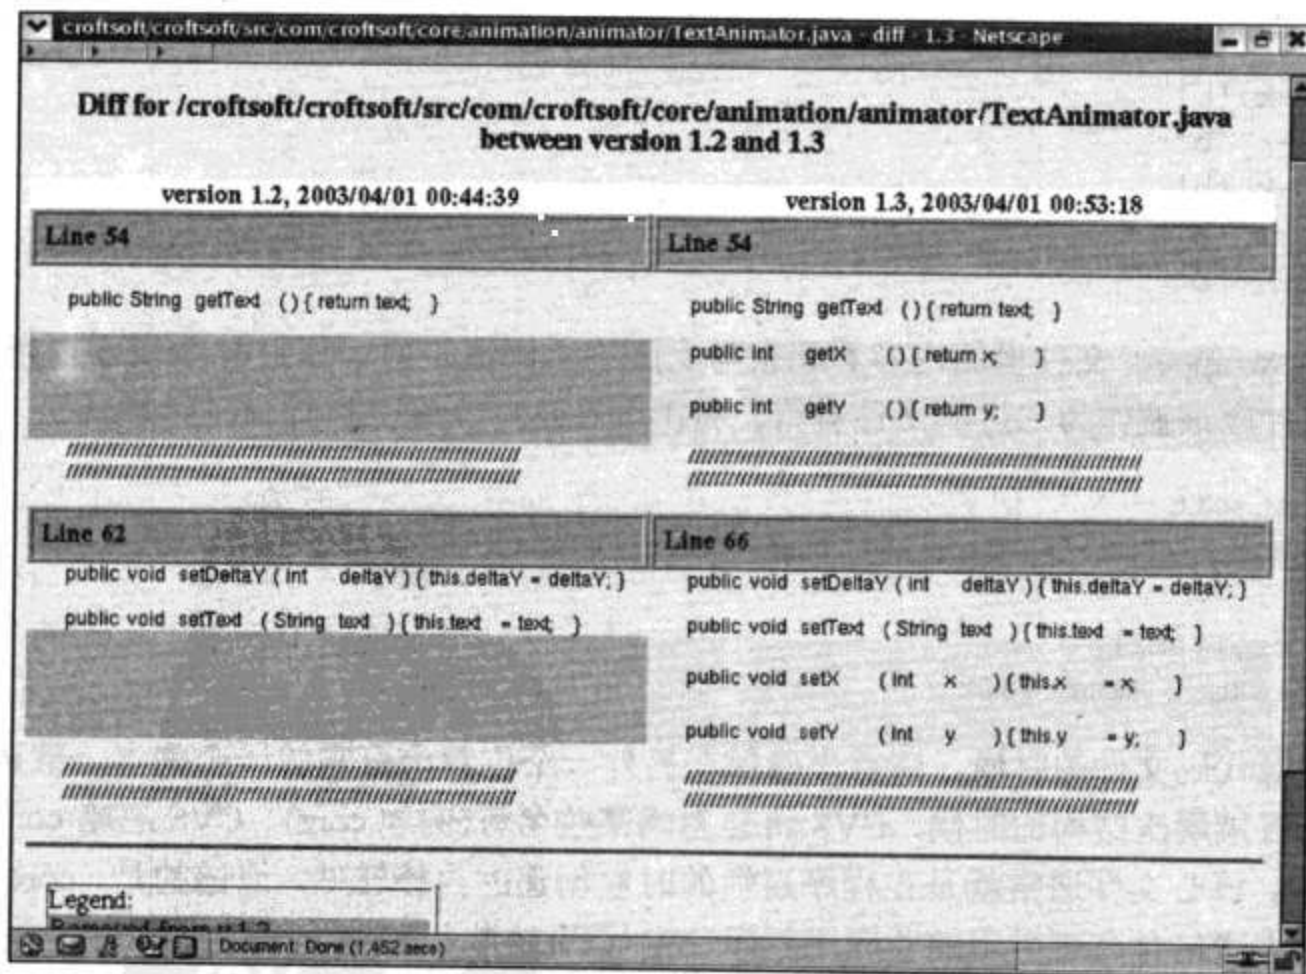 croftsoft/croftsoft/src/com/croftsoft/core/animation/animator/TextAnimator.java - diff - 1.3 - Netscape
Diff for /croftsoft/croftsoft/src/com/croftsoft/core/animation/animator/TextAnimator.java
between version 1.2 and 1.3
version 1.2, 2003/04/01 00:44:39
version 1.3, 2003/04/01 00:53:18
Line 54
Line 54
public String getText () { return text; }
public String getText () { return text; }
public int getX () { return x; }
public int getY () { return y; }
//////////////////////////////////////////////////////////////////////
//////////////////////////////////////////////////////////////////////
//////////////////////////////////////////////////////////////////////
//////////////////////////////////////////////////////////////////////
Line 62
Line 66
public void setDeltaY ( int deltaY ) { this.deltaY = deltaY; }
public void setText ( String text ) { this.text = text; }
public void setDeltaY ( int deltaY ) { this.deltaY = deltaY; }
public void setText ( String text ) { this.text = text; }
public void setX ( int x ) { this.x = x; }
public void setY ( int y ) { this.y = y; }
//////////////////////////////////////////////////////////////////////
//////////////////////////////////////////////////////////////////////
//////////////////////////////////////////////////////////////////////
//////////////////////////////////////////////////////////////////////
Legend:
Removed from v.1.2
Document: Done (1.452 secs)